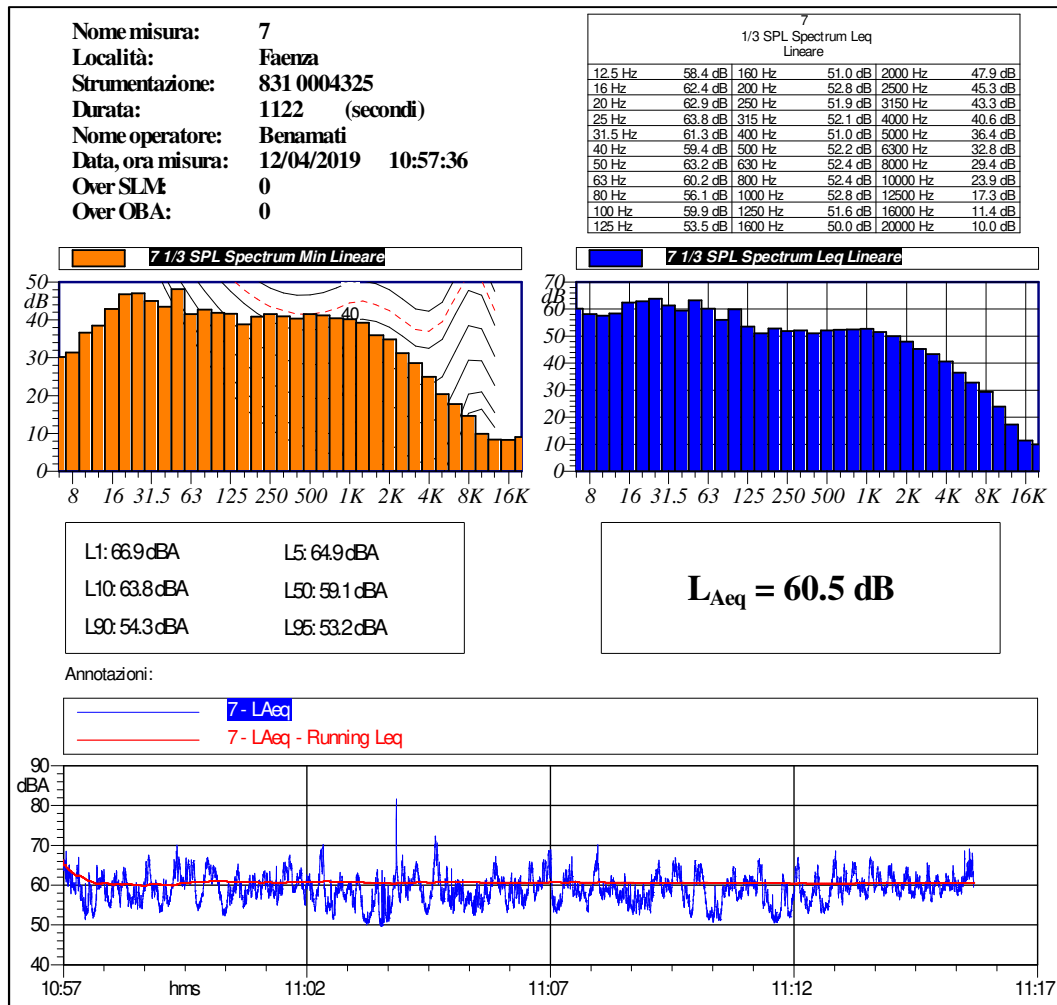 Nome misura: 7
Località: Faenza
Strumentazione: 831 0004325
Durata: 1122 (secondi)
Nome operatore: Benamati
Data, ora misura: 12/04/2019 10:57:36
Over SLM: 0
Over OBA: 0
7
1/3 SPL Spectrum Leq
Lineare
12.5 Hz 58.4 dB 160 Hz 51.0 dB 2000 Hz 47.9 dB
16 Hz 62.4 dB 200 Hz 52.8 dB 2500 Hz 45.3 dB
20 Hz 62.9 dB 250 Hz 51.9 dB 3150 Hz 43.3 dB
25 Hz 63.8 dB 315 Hz 52.1 dB 4000 Hz 40.6 dB
31.5 Hz 61.3 dB 400 Hz 51.0 dB 5000 Hz 36.4 dB
40 Hz 59.4 dB 500 Hz 52.2 dB 6300 Hz 32.8 dB
50 Hz 63.2 dB 630 Hz 52.4 dB 8000 Hz 29.4 dB
63 Hz 60.2 dB 800 Hz 52.4 dB 10000 Hz 23.9 dB
80 Hz 56.1 dB 1000 Hz 52.8 dB 12500 Hz 17.3 dB
100 Hz 59.9 dB 1250 Hz 51.6 dB 16000 Hz 11.4 dB
125 Hz 53.5 dB 1600 Hz 50.0 dB 20000 Hz 10.0 dB
7 1/3 SPL Spectrum Min Lineare
50
dB
40
40
30
20
10
0
8 16 31.5 63 125 250 500 1K 2K 4K 8K 16K
7 1/3 SPL Spectrum Leq Lineare
70
dB
60
50
40
30
20
10
0
8 16 31.5 63 125 250 500 1K 2K 4K 8K 16K
L1: 66.9 dBA L5: 64.9 dBA
L10: 63.8 dBA L50: 59.1 dBA
L90: 54.3 dBA L95: 53.2 dBA
LAeq = 60.5 dB
Annotazioni:
7 - LAeq
7 - LAeq - Running Leq
90
dBA
80
70
60
50
40
10:57 hms 11:02 11:07 11:12 11:17